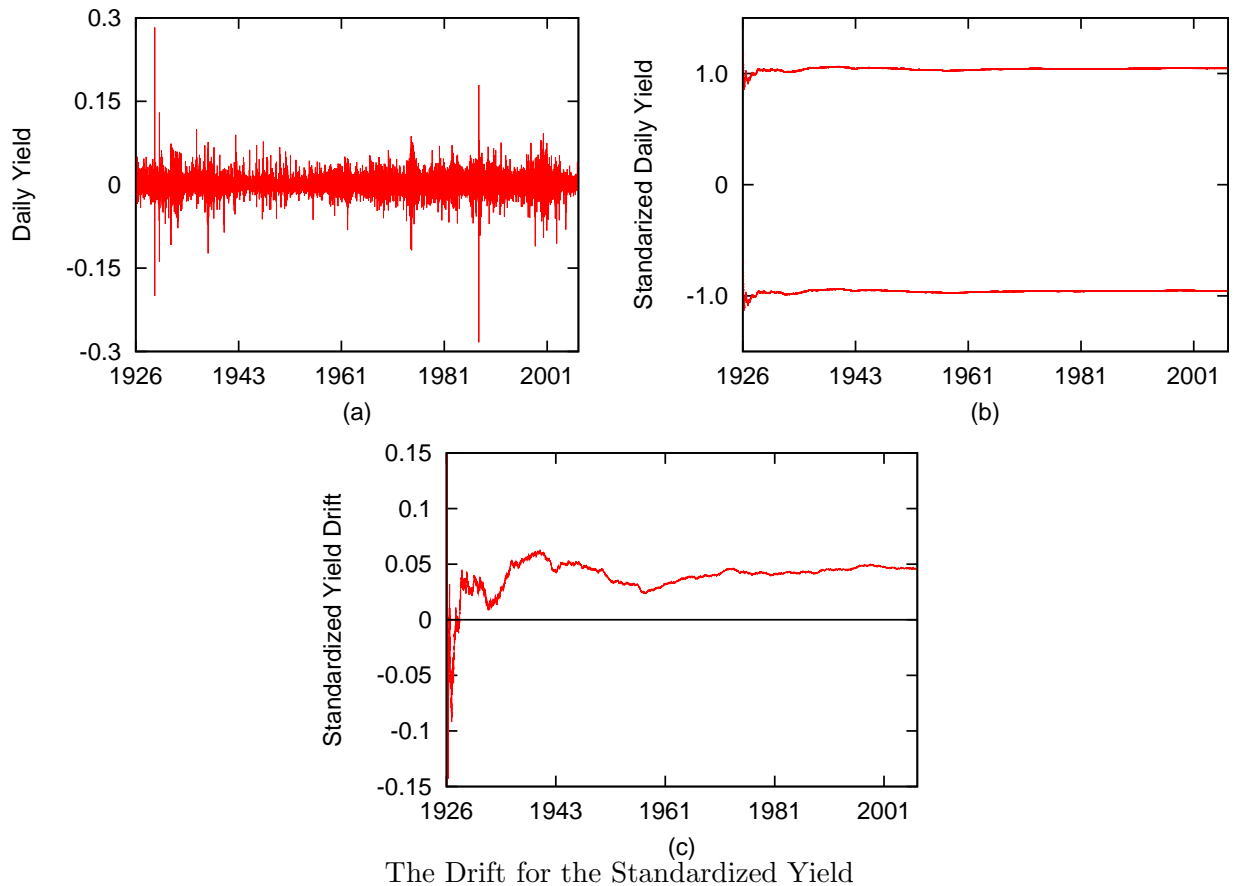 Daily Yield
0.3
0.15
0
-0.15
-0.3
1926 1943 1961 1981 2001
(a)
Standarized Daily Yield
1.0
0
-1.0
1926 1943 1961 1981 2001
(b)
Standardized Yield Drift
0.15
0.1
0.05
0
-0.05
-0.1
-0.15
1926 1943 1961 1981 2001
(c)
The Drift for the Standardized Yield